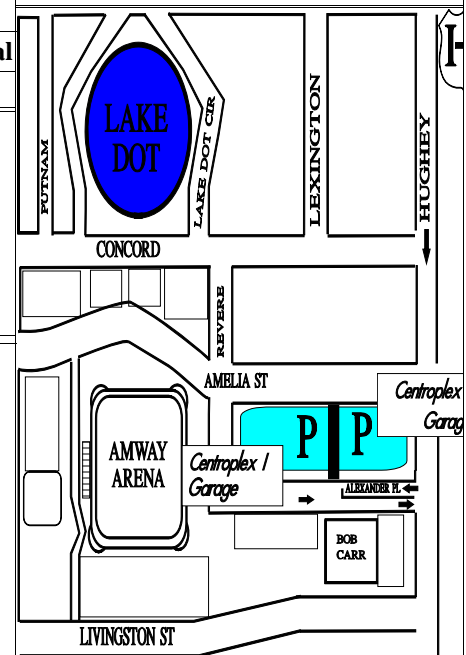 al
LAKE
DOT
PUTNAM
LAKE DOT CIR
LEXINGTON
HUGHEY
CONCORD
REVERE
AMELIA ST
Centroplex
Garag
P P
AMWAY
ARENA
Centroplex I
Garage
ALEXANDER PL
BOB
CARR
LIVINGSTON ST